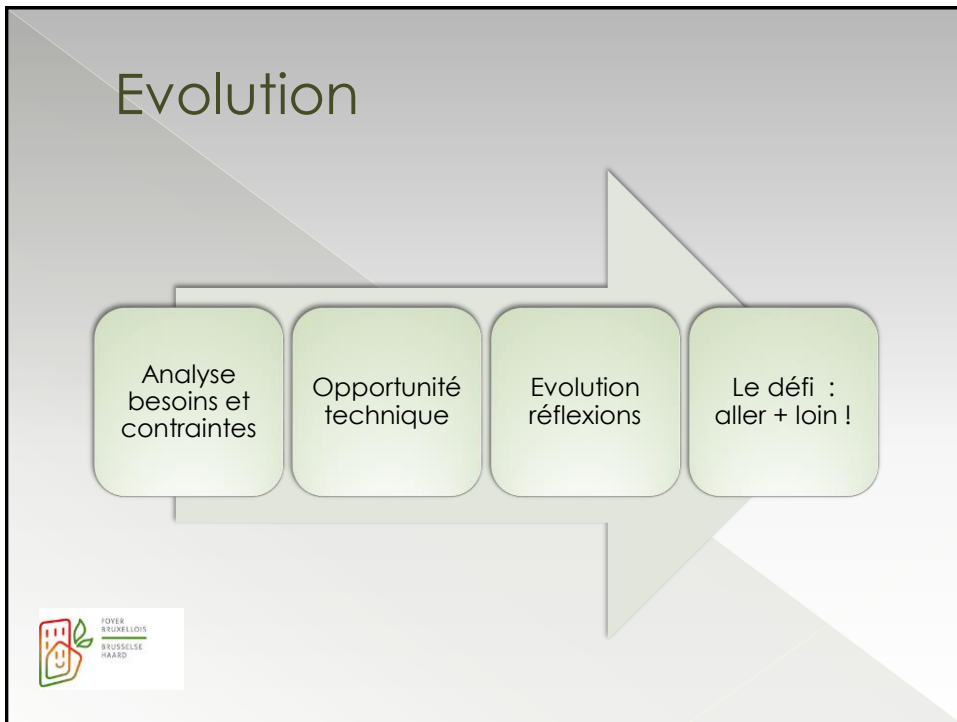 Evolution
Analyse
besoins et
contraintes
Opportunité
technique
Evolution
réflexions
Le défi :
aller + loin !
FOYER
BRUXELLOIS
BRUSSELSE
HAARD